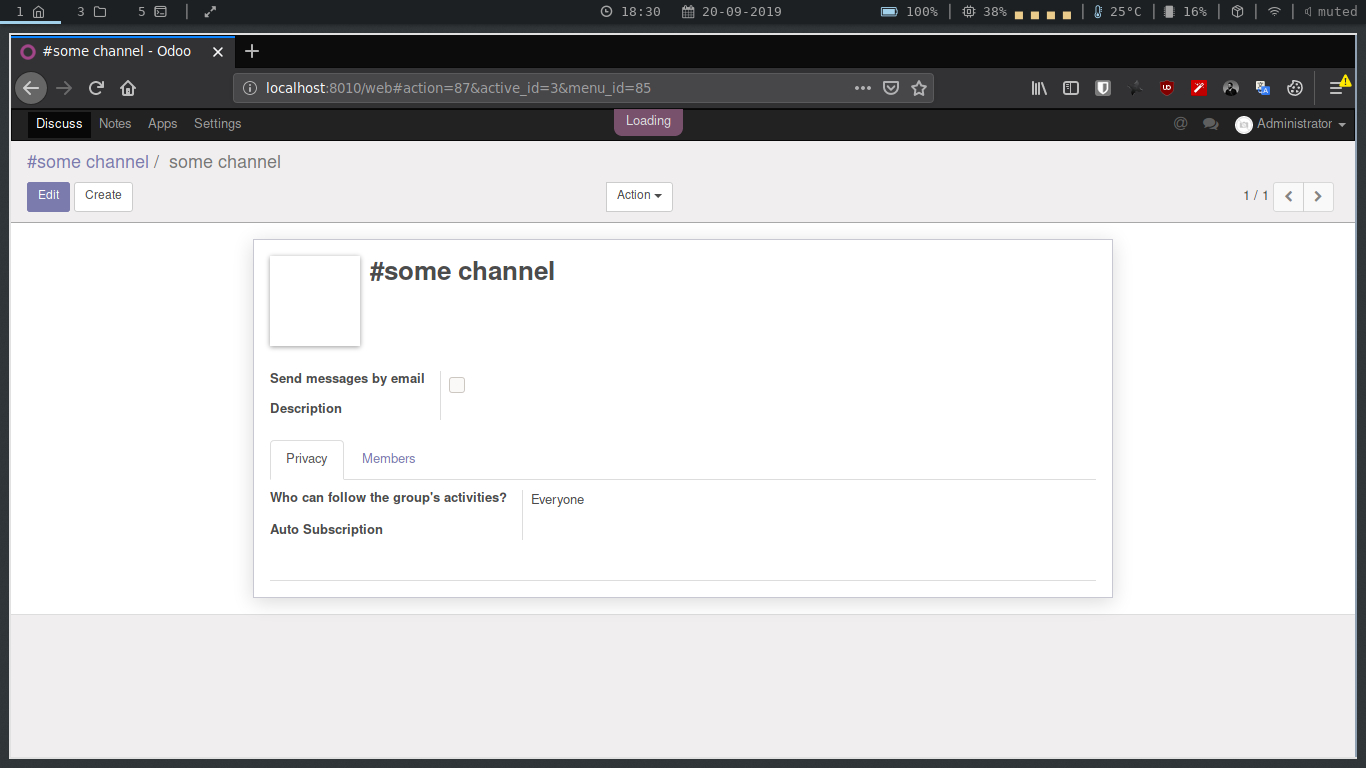 1 3 5 18:30 20-09-2019 100% 38% 25°C 16% muted
#some channel - Odoo
localhost:8010/web#action=87&active_id=3&menu_id=85
Discuss Notes Apps Settings Loading @ Administrator
#some channel / some channel
Edit Create Action 1 / 1
#some channel
Send messages by email
Description
Privacy Members
Who can follow the group's activities? Everyone
Auto Subscription